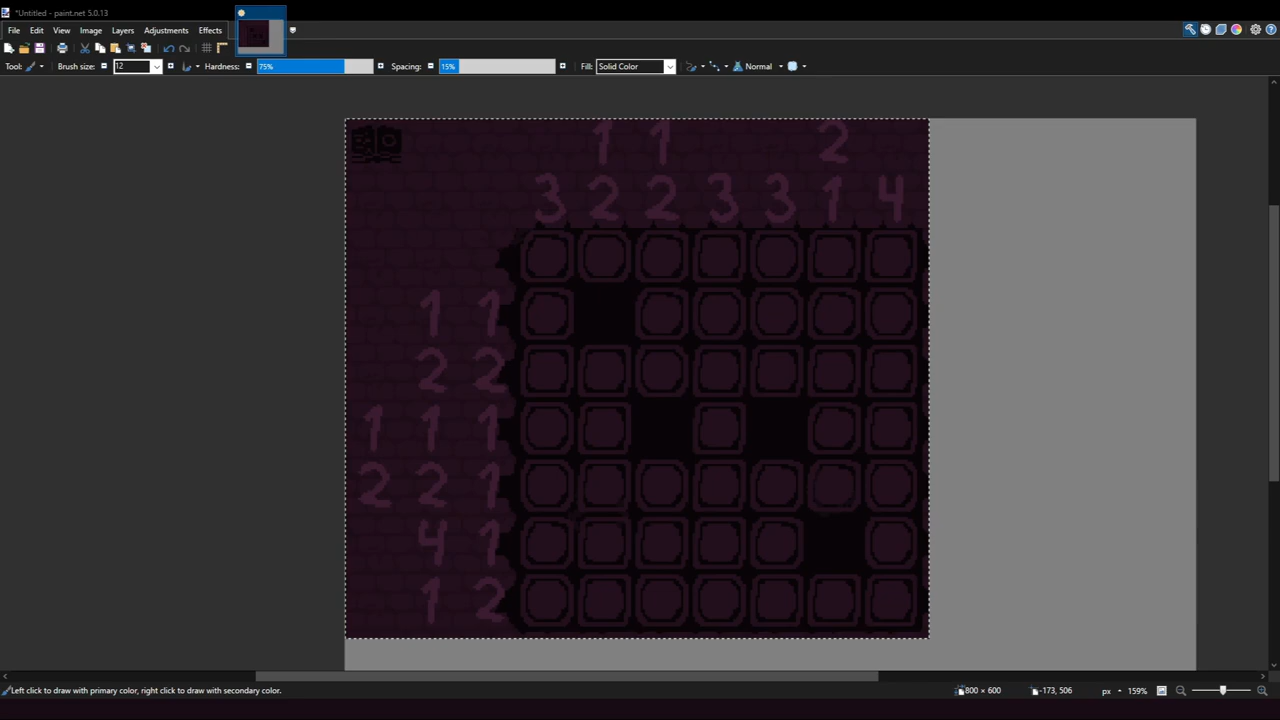 *Untitled - paint.net 5.0.13
File Edit View Image Layers Adjustments Effects
Tool: Brush size: 12 Hardness: 75% Spacing: 15% Fill: Solid Color Normal
1 1 2
3 2 2 3 3 1 4
1 1
2 2
1 1 1
2 2 1
4 1
1 2
Left click to draw with primary color, right click to draw with secondary color. 800 × 600 -173, 506 px 159%